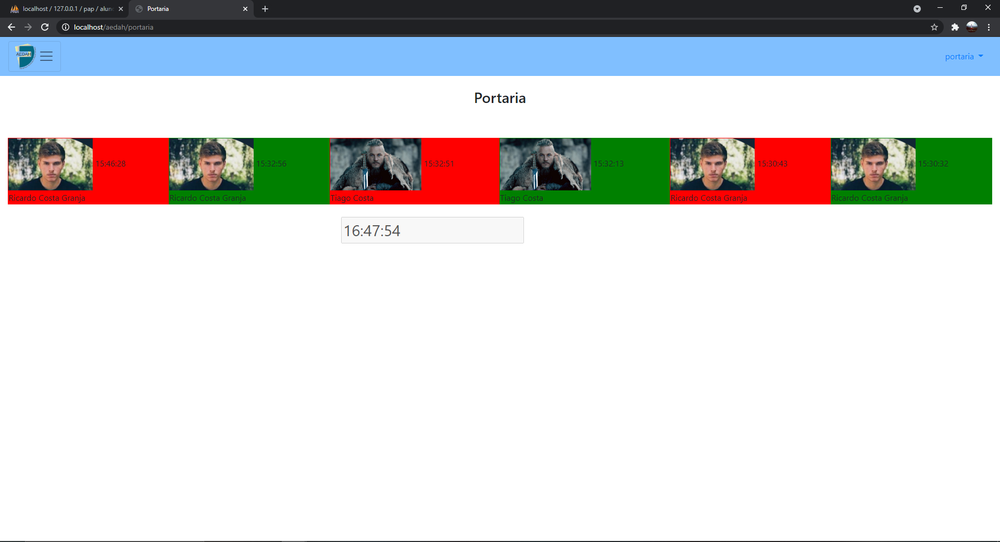 localhost / 127.0.0.1 / pap / alun
Portaria
localhost/aedah/portaria
AEDAH
portaria
Portaria
15:46:28
15:32:56
15:32:51
15:32:13
15:30:43
15:30:32
Ricardo Costa Granja
Ricardo Costa Granja
Tiago Costa
Tiago Costa
Ricardo Costa Granja
Ricardo Costa Granja
16:47:54